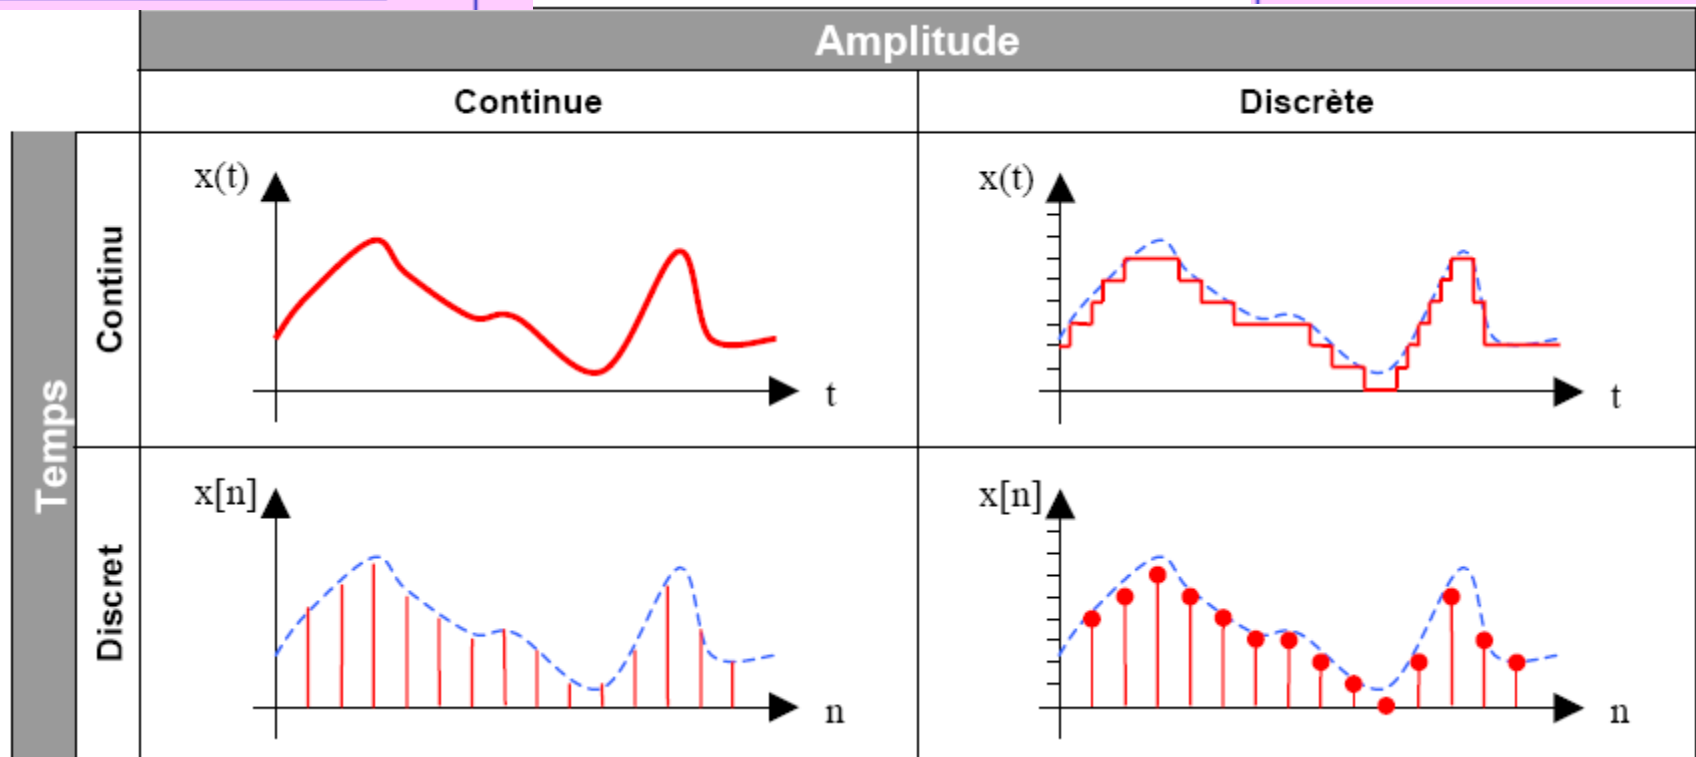 Amplitude
Continue
Discrète
Temps
Continu
x(t)
t
x(t)
t
Discret
x[n]
n
x[n]
n